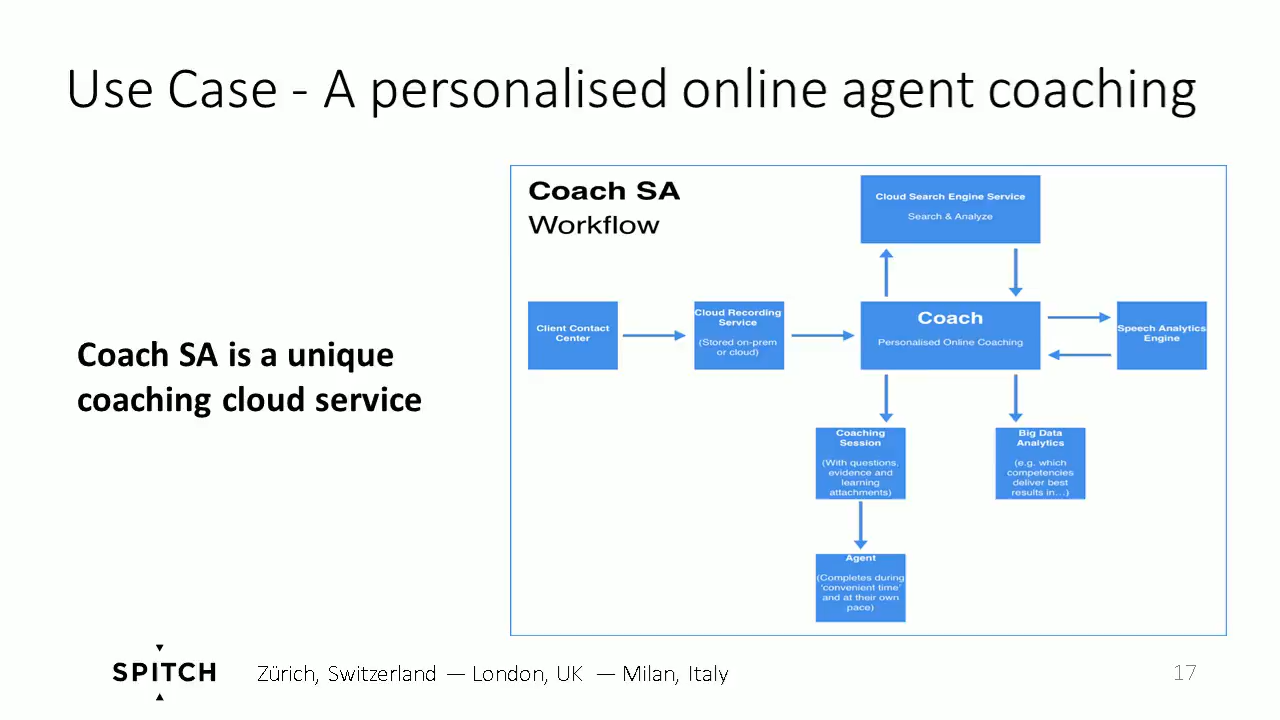 Use Case - A personalised online agent coaching
Coach SA is a unique
coaching cloud service
Coach SA
Workflow
Cloud Search Engine Service
Search & Analyze
Client Contact
Center
Cloud Recording
Service
(Stored on-prem
or cloud)
Coach
Personalised Online Coaching
Speech Analytics
Engine
Coaching
Session
(With questions,
evidence and
learning
attachments)
Big Data
Analytics
(e.g. which
competencies
deliver best
results in...)
Agent
(Completes during
‘convenient time’
and at their own
pace)
SPITCH
Zürich, Switzerland — London, UK — Milan, Italy
17